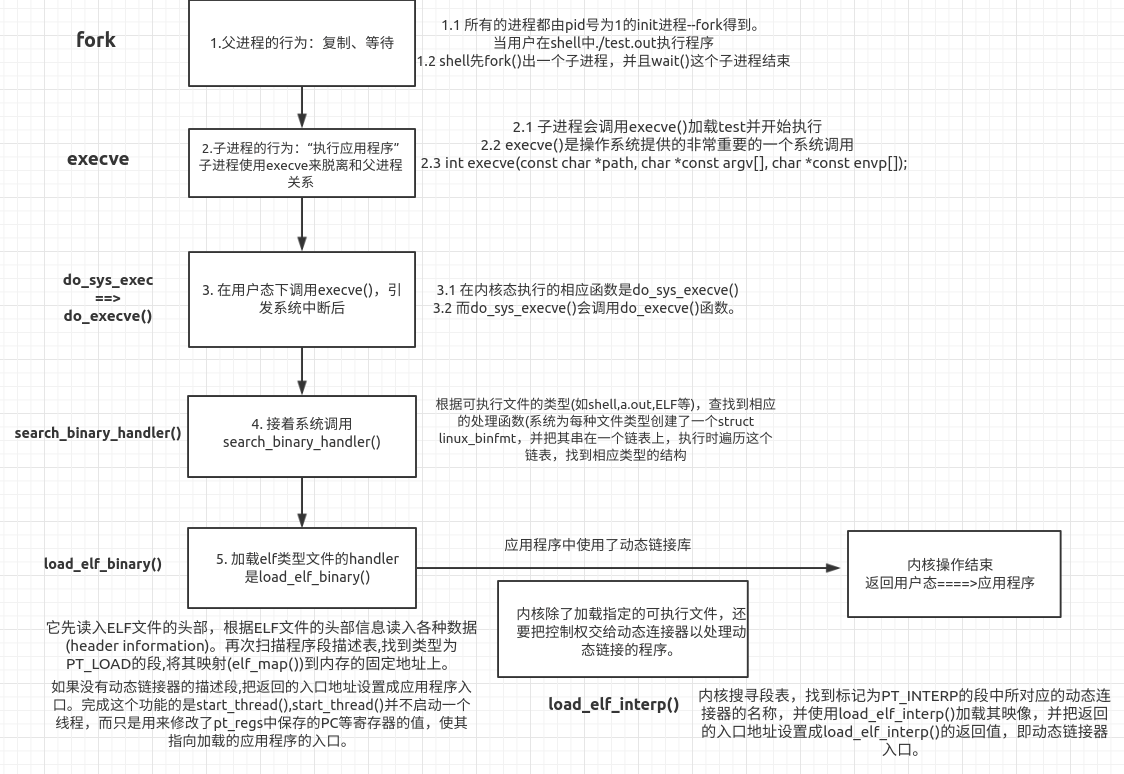 fork
1.父进程的行为：复制、等待
1.1 所有的进程都由pid号为1的init进程--fork得到。
当用户在shell中./test.out执行程序
1.2 shell先fork()出一个子进程，并且wait()这个子进程结束
execve
2.子进程的行为：“执行应用程序”
子进程使用execve来脱离和父进程
关系
2.1 子进程会调用execve()加载test并开始执行
2.2 execve()是操作系统提供的非常重要的一个系统调用
2.3 int execve(const char *path, char *const argv[], char *const envp[]);
do_sys_exec
==>
do_execve()
3. 在用户态下调用execve()，引
发系统中断后
3.1 在内核态执行的相应函数是do_sys_execve()
3.2 而do_sys_execve()会调用do_execve()函数。
search_binary_handler()
4. 接着系统调用
search_binary_handler()
根据可执行文件的类型(如shell,a.out,ELF等)，查找到相应
的处理函数(系统为每种文件类型创建了一个struct
linux_binfmt，并把其串在一个链表上，执行时遍历这个
链表，找到相应类型的结构
load_elf_binary()
5. 加载elf类型文件的handler
是load_elf_binary()
应用程序中使用了动态链接库
内核操作结束
返回用户态====>应用程序
它先读入ELF文件的头部，根据ELF文件的头部信息读入各种数据
(header information)。再次扫描程序段描述表,找到类型为
PT_LOAD的段,将其映射(elf_map())到内存的固定地址上。
如果没有动态链接器的描述段,把返回的入口地址设置成应用程序入
口。完成这个功能的是start_thread(),start_thread()并不启动一个
线程，而只是用来修改了pt_regs中保存的PC等寄存器的值，使其
指向加载的应用程序的入口。
内核除了加载指定的可执行文件，还
要把控制权交给动态连接器以处理动
态链接的程序。
load_elf_interp()
内核搜寻段表，找到标记为PT_INTERP的段中所对应的动态连
接器的名称，并使用load_elf_interp()加载其映像，并把返回
的入口地址设置成load_elf_interp()的返回值，即动态链接器
入口。